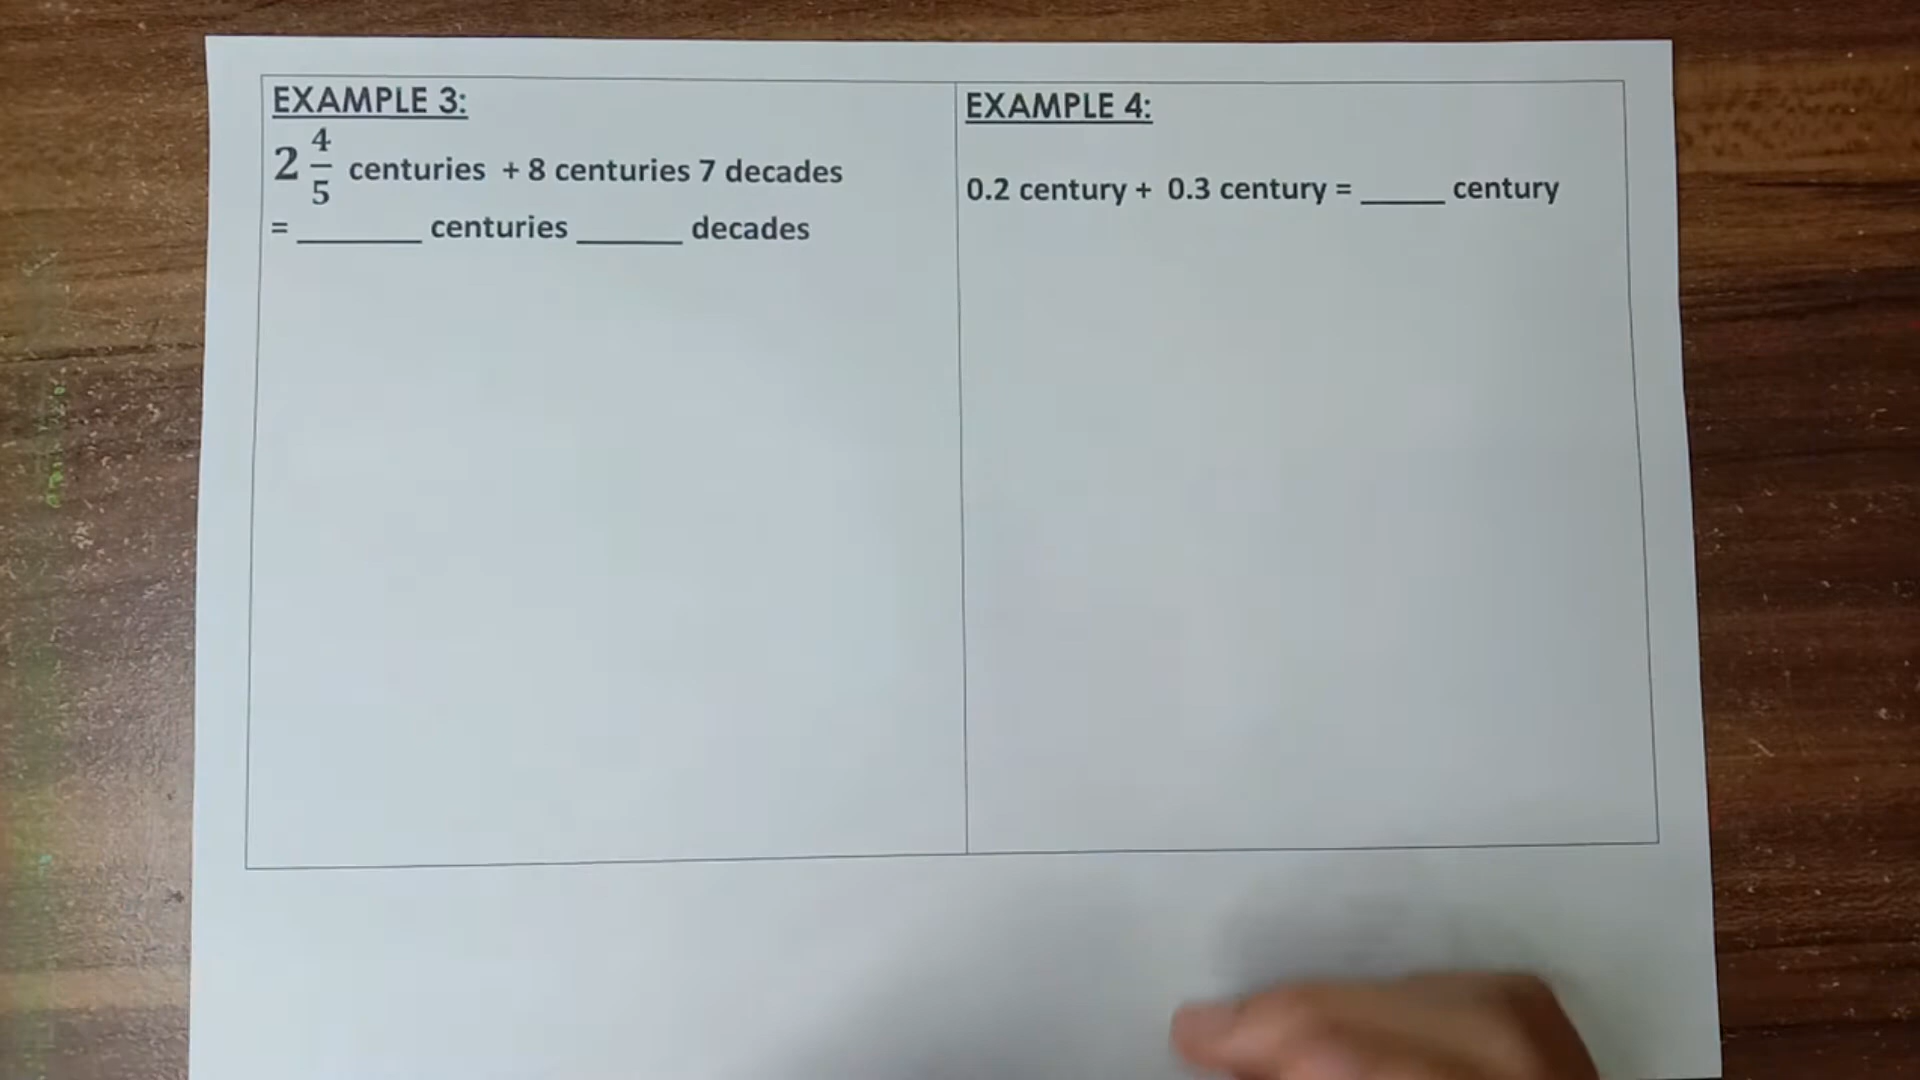 EXAMPLE 3:
2 4/5 centuries + 8 centuries 7 decades
= ________ centuries _______ decades
EXAMPLE 4:
0.2 century + 0.3 century = _____ century